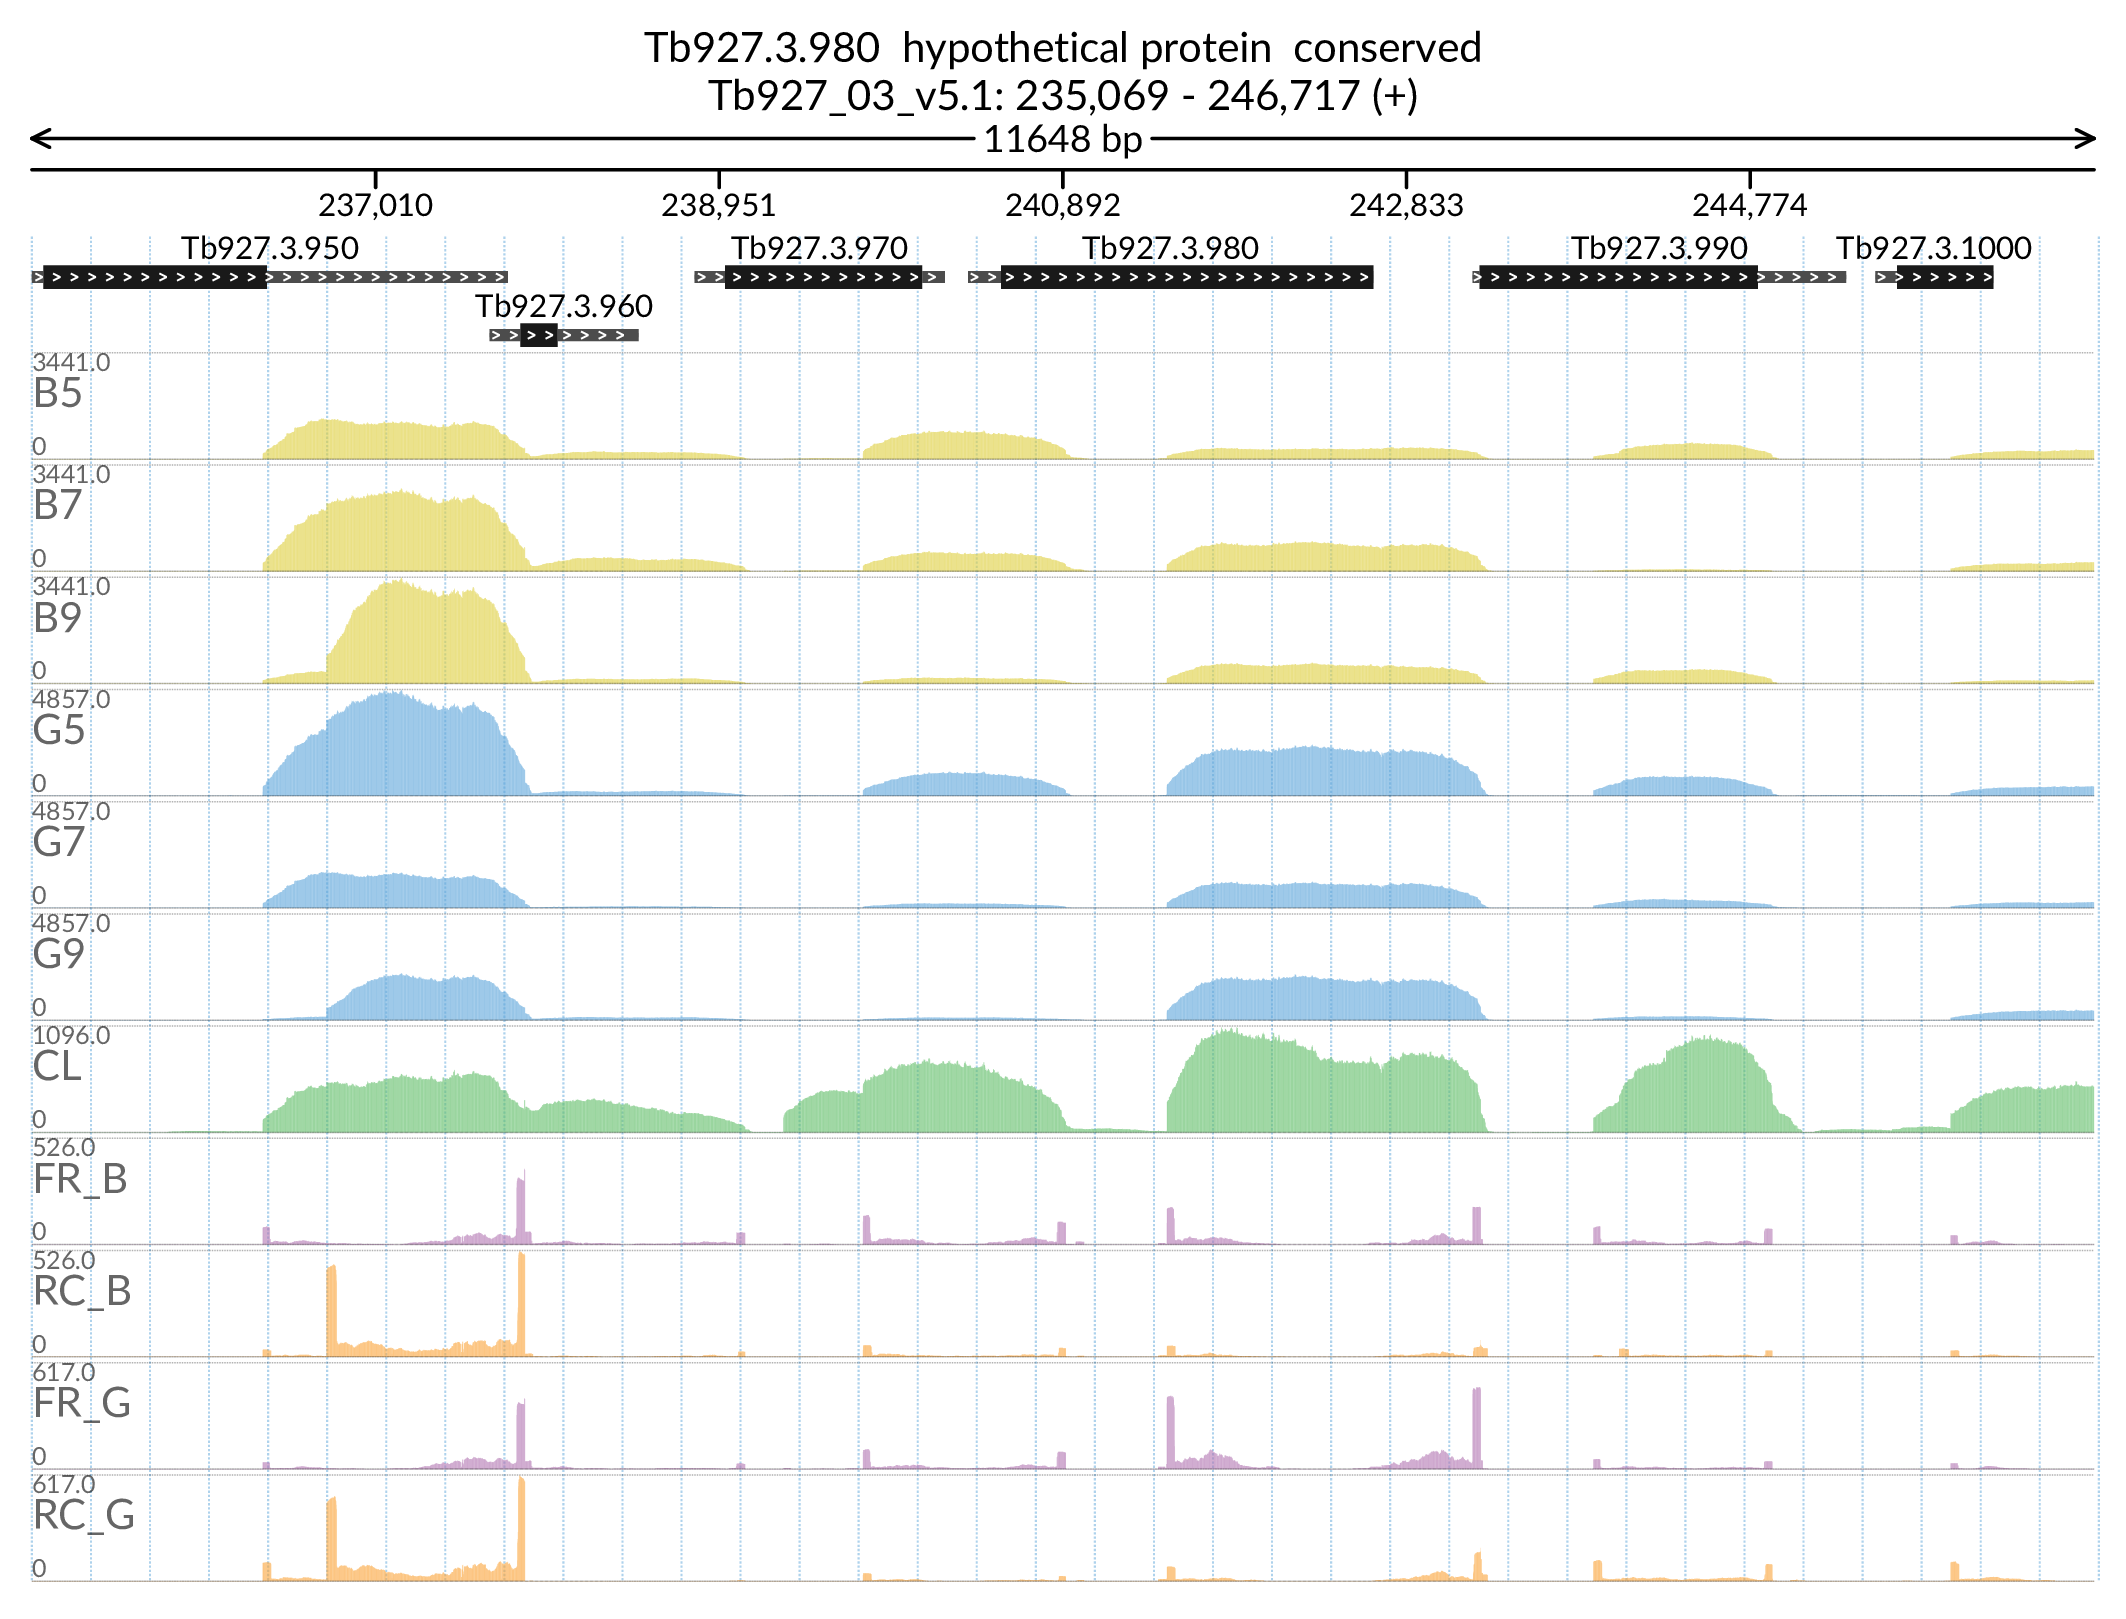 Tb927.3.980 hypothetical protein conserved
Tb927_03_v5.1: 235,069 - 246,717 (+)
11648 bp
237,010 238,951 240,892 242,833 244,774
Tb927.3.950 Tb927.3.970 Tb927.3.980 Tb927.3.990 Tb927.3.1000
Tb927.3.960
3441.0
B5
0
3441.0
B7
0
3441.0
B9
0
4857.0
G5
0
4857.0
G7
0
4857.0
G9
0
1096.0
CL
0
526.0
FR_B
0
526.0
RC_B
0
617.0
FR_G
0
617.0
RC_G
0